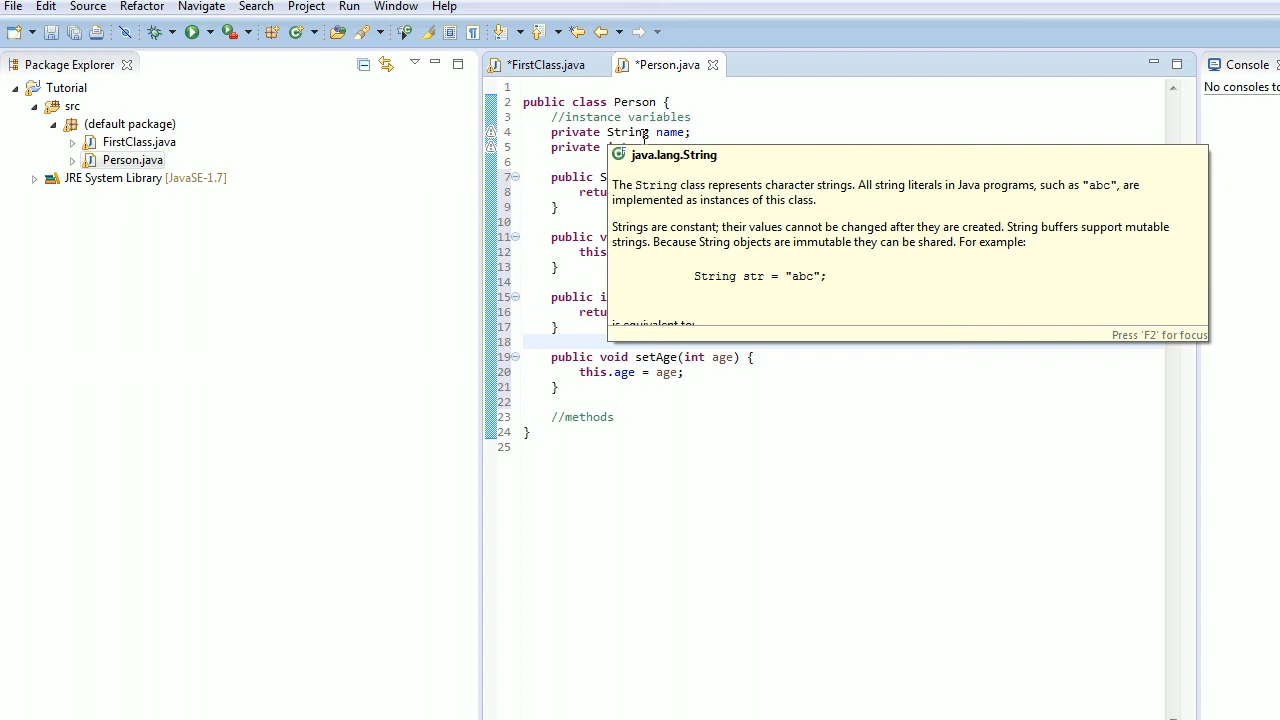 File Edit Source Refactor Navigate Search Project Run Window Help
Package Explorer
Tutorial
src
(default package)
FirstClass.java
Person.java
JRE System Library [JavaSE-1.7]
*FirstClass.java
*Person.java
1
2 public class Person {
3 //instance variables
4 private String name;
5 private
6
7 public S
8 retu
9 }
10
11 public v
12 this
13 }
14
15 public i
16 retu
17 }
18
19 public void setAge(int age) {
20 this.age = age;
21 }
22
23 //methods
24 }
25
java.lang.String
The String class represents character strings. All string literals in Java programs, such as "abc", are
implemented as instances of this class.
Strings are constant; their values cannot be changed after they are created. String buffers support mutable
strings. Because String objects are immutable they can be shared. For example:
String str = "abc";
is equivalent to:
Press 'F2' for focus
Console
No consoles to